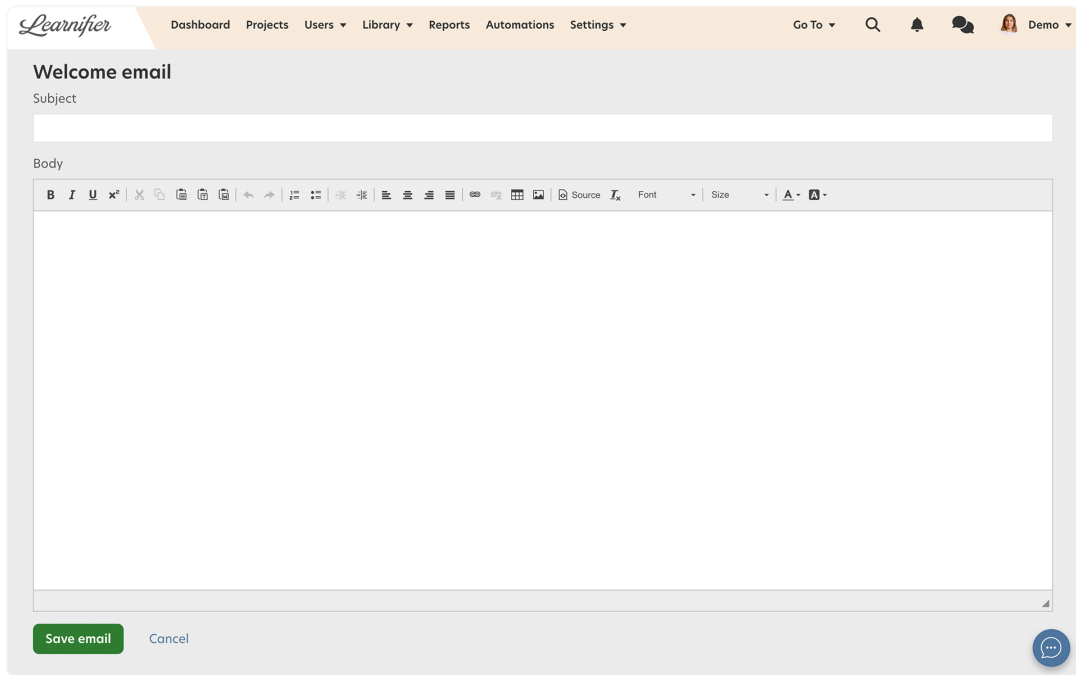 Learnifier Dashboard Projects Users Library Reports Automations Settings Go To Demo
Welcome email
Subject
Body
B I U x² Source Tx Font Size A A
Save email Cancel